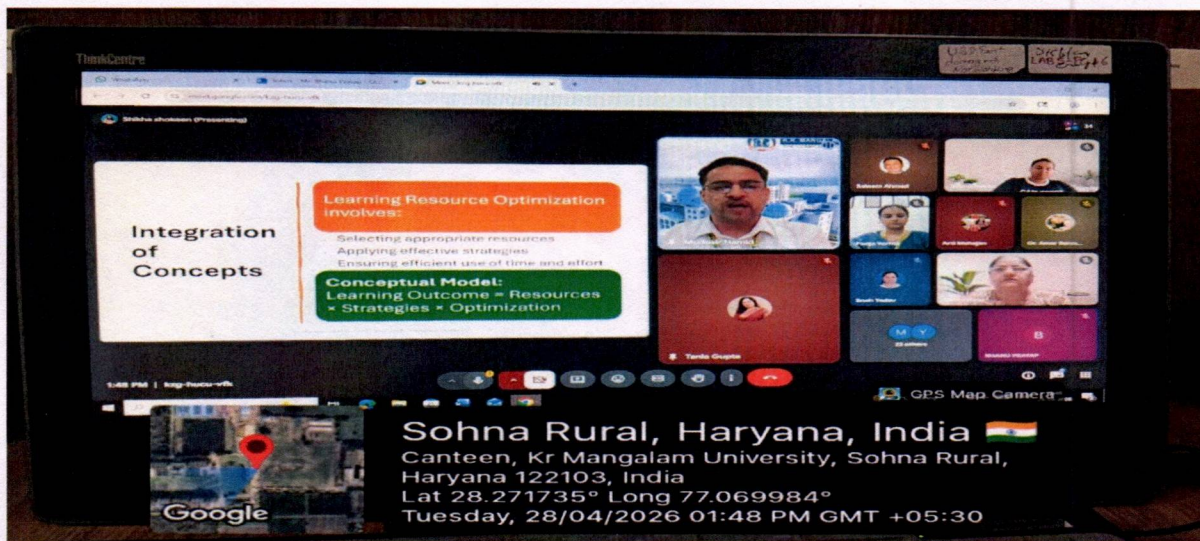 ThinkCentre
Shikha shokeen (Presenting)
Integration
of
Concepts
Learning Resource Optimization
involves:
Selecting appropriate resources
Applying effective strategies
Ensuring efficient use of time and effort
Conceptual Model:
Learning Outcome = Resources
× Strategies × Optimization
Saleem Ahmad
Tania Gupta
M Y
B
1:48 PM | kzg-hucu-vfk
GPS Map Camera
Google
Sohna Rural, Haryana, India
Canteen, Kr Mangalam University, Sohna Rural,
Haryana 122103, India
Lat 28.271735° Long 77.069984°
Tuesday, 28/04/2026 01:48 PM GMT +05:30